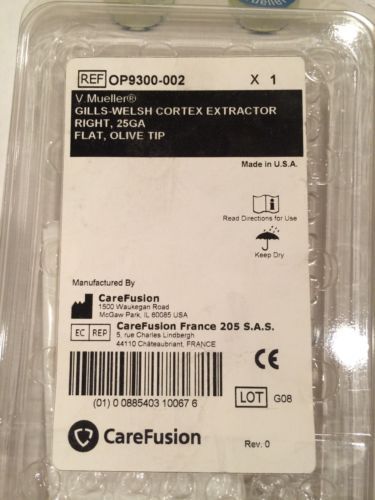 REF OP9300-002 X 1
V.Mueller®
GILLS-WELSH CORTEX EXTRACTOR
RIGHT, 25GA
FLAT, OLIVE TIP
Made in U.S.A.
Read Directions for Use
Keep Dry
Manufactured By
CareFusion
1500 Waukegan Road
McGaw Park, IL 60085 USA
EC REP CareFusion France 205 S.A.S.
5, rue Charles Lindbergh
44110 Châteaubriant, FRANCE
CE
(01) 0 0885403 10067 6
LOT G08
CareFusion
Rev. 0